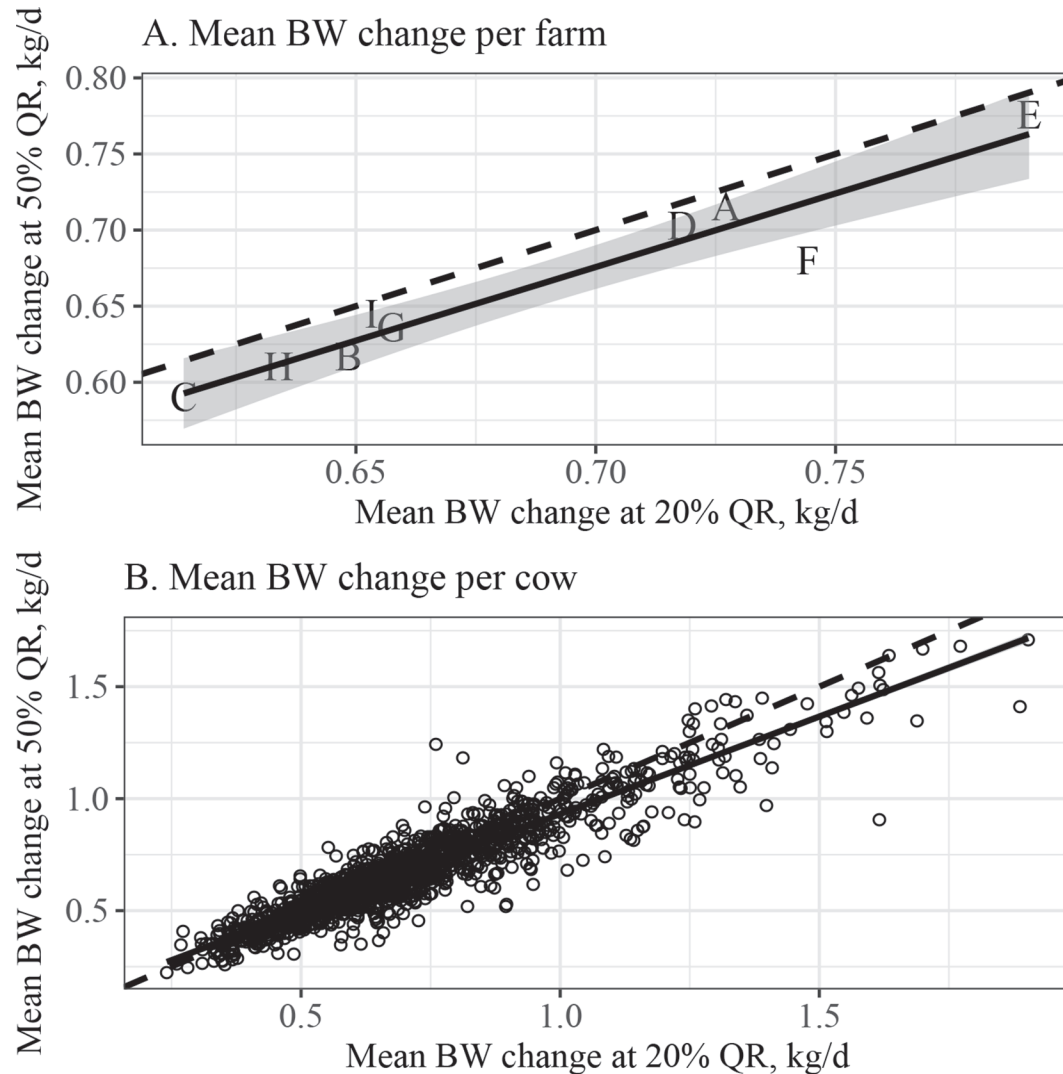 A. Mean BW change per farm
Mean BW change at 50% QR, kg/d
0.80
0.75
0.70
0.65
0.60
E
A
D
F
I
G
B
H
C
0.65 0.70 0.75
Mean BW change at 20% QR, kg/d
B. Mean BW change per cow
Mean BW change at 50% QR, kg/d
1.5
1.0
0.5
0.5 1.0 1.5
Mean BW change at 20% QR, kg/d